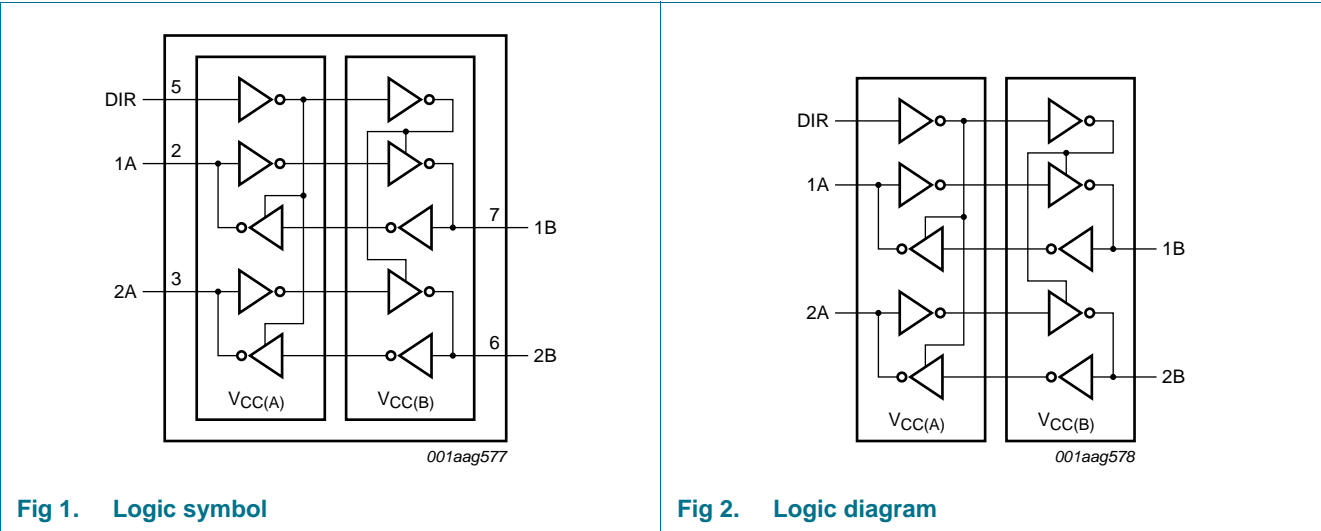 DIR
5
1A
2
7
1B
2A
3
6
2B
VCC(A)
VCC(B)
001aag577
Fig 1. Logic symbol
DIR
1A
1B
2A
2B
VCC(A)
VCC(B)
001aag578
Fig 2. Logic diagram